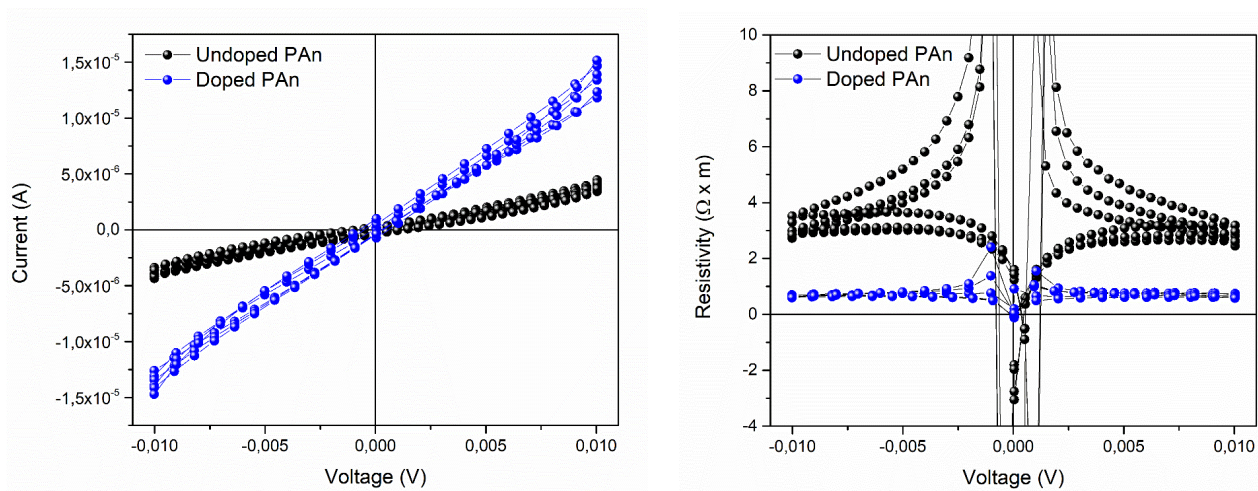 Undoped PAn
Doped PAn
1,5x10⁻⁵
1,0x10⁻⁵
5,0x10⁻⁶
0,0
-5,0x10⁻⁶
-1,0x10⁻⁵
-1,5x10⁻⁵
Current (A)
-0,010
-0,005
0,000
0,005
0,010
Voltage (V)
Undoped PAn
Doped PAn
10
8
6
4
2
0
-2
-4
Resistivity (Ω x m)
-0,010
-0,005
0,000
0,005
0,010
Voltage (V)